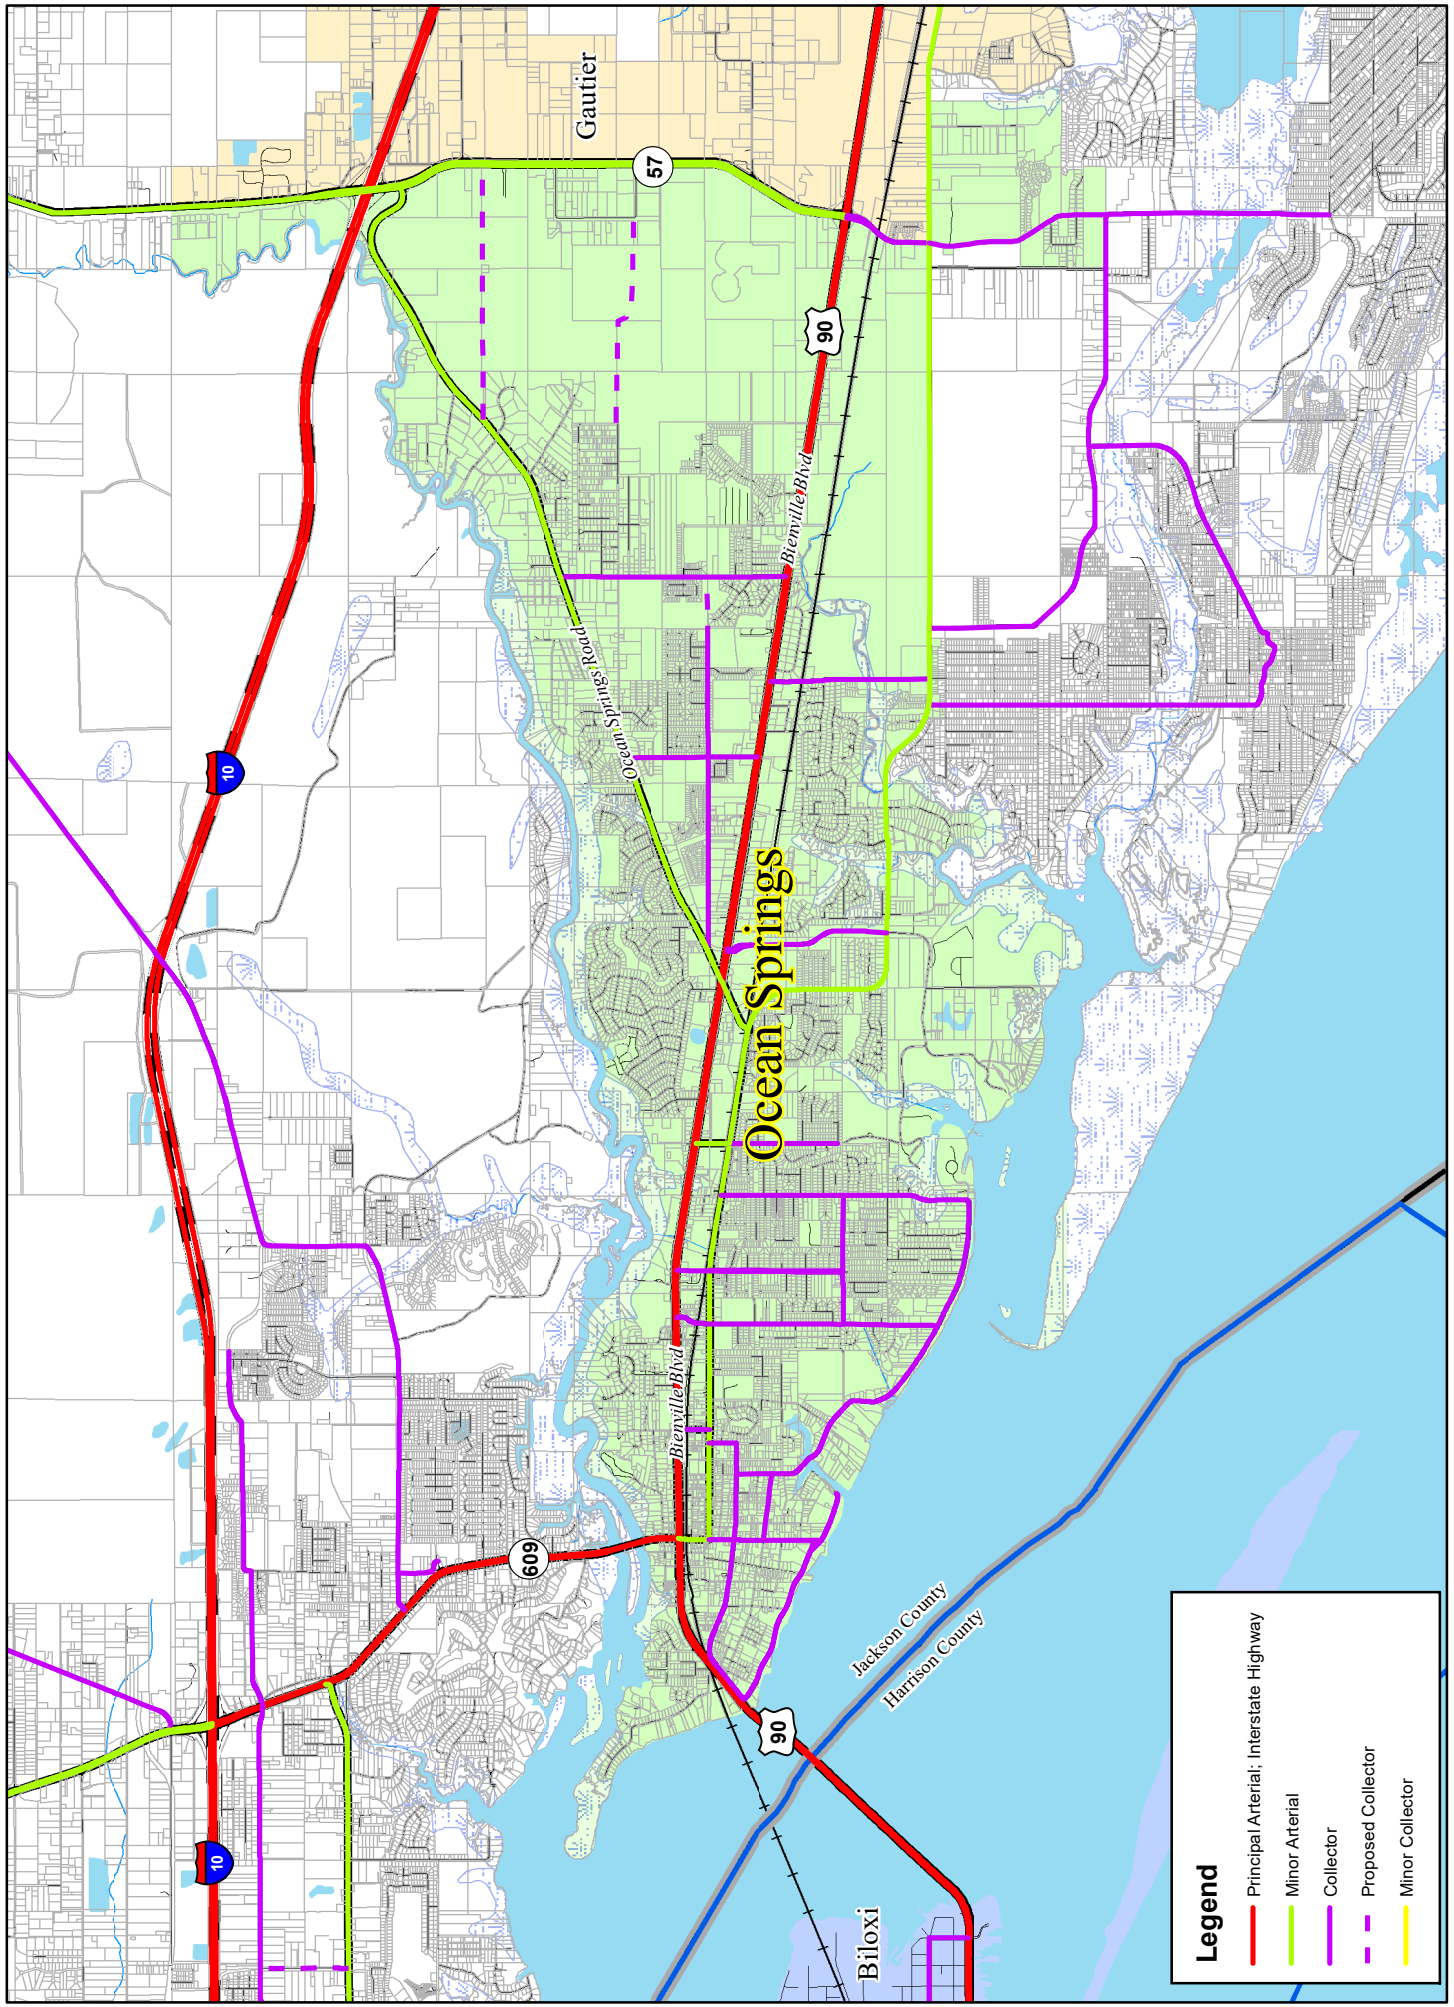 Gautier
57
90
Bienville Blvd
Ocean Springs Road
10
Ocean Springs
Bienville Blvd
609
Jackson County
Harrison County
90
10
Biloxi
Legend
Principal Arterial; Interstate Highway
Minor Arterial
Collector
Proposed Collector
Minor Collector